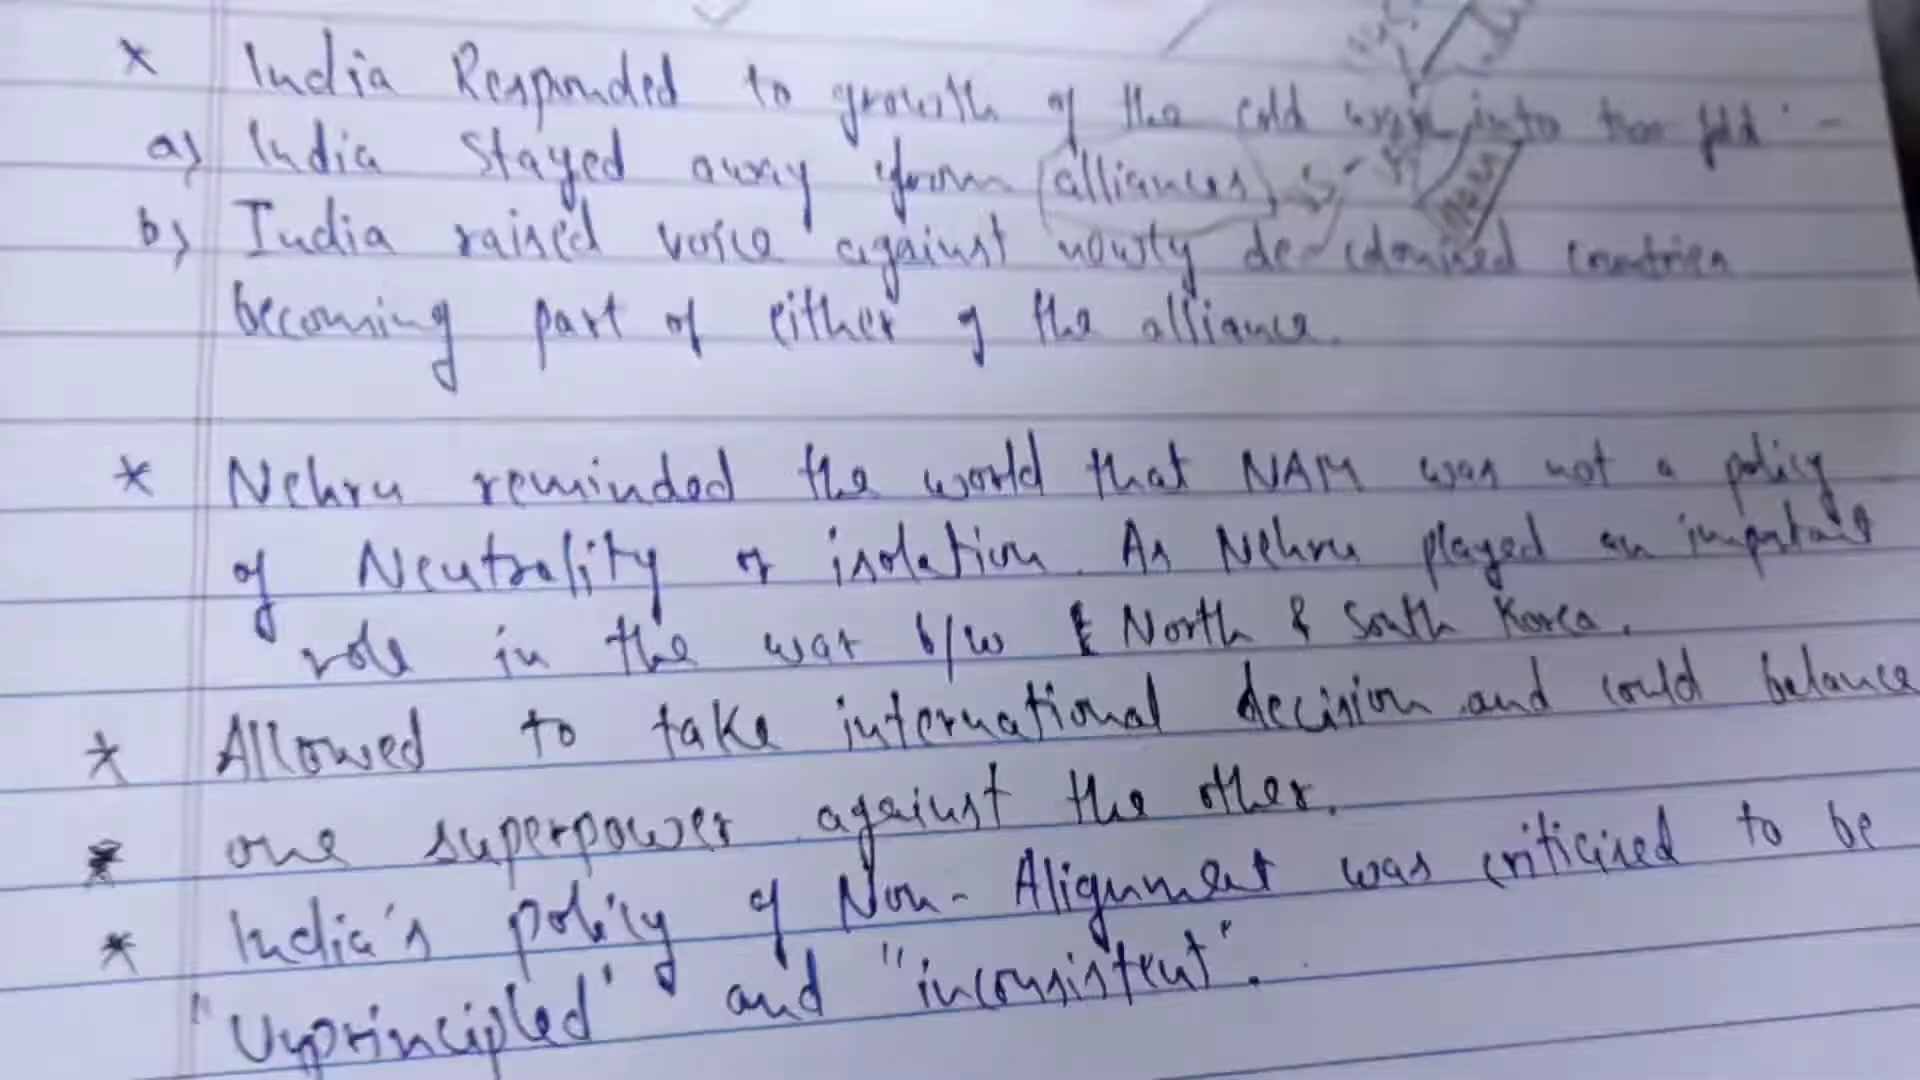 * India Responded to growth of the cold war into two fold :-
a) India stayed away from (alliances)
b) India raised voice against newly de-colonised countries
becoming part of either of the alliance.
* Nehru reminded the world that NAM was not a policy
of Neutrality or isolation. As Nehru played an important
role in the war b/w North & South Korea.
* Allowed to take international decision and could balance
one superpower against the other.
* India's policy of Non-Alignment was criticised to be
"Unprincipled" and "inconsistent".